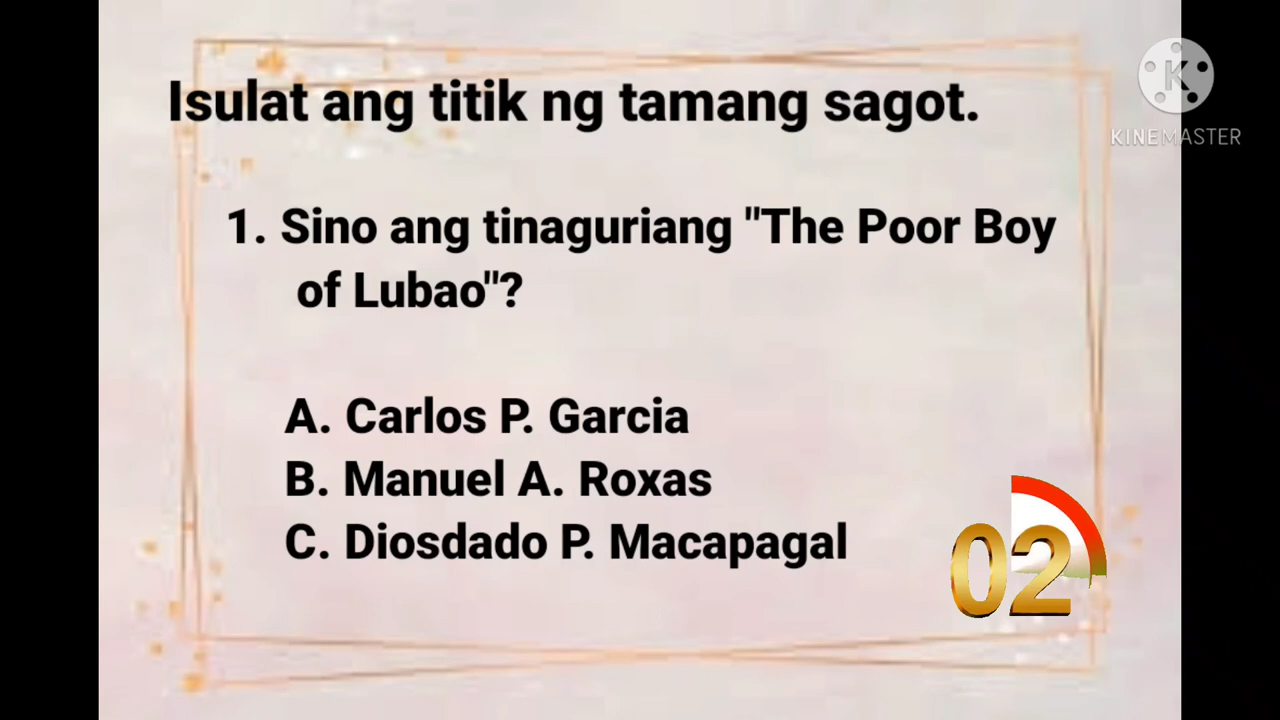 Isulat ang titik ng tamang sagot.
1. Sino ang tinaguriang "The Poor Boy
of Lubao"?
A. Carlos P. Garcia
B. Manuel A. Roxas
C. Diosdado P. Macapagal
02
K
KINEMASTER